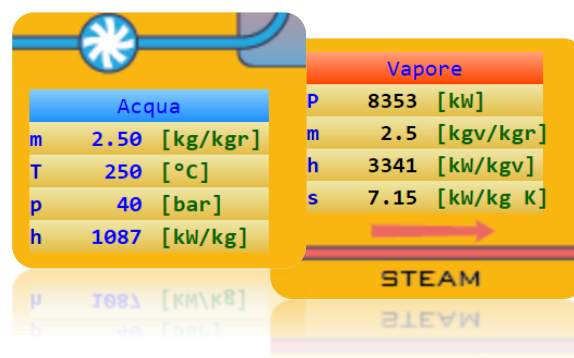 Acqua
m 2.50 [kg/kgr]
T 250 [°C]
p 40 [bar]
h 1087 [kW/kg]
Vapore
P 8353 [kW]
m 2.5 [kgv/kgr]
h 3341 [kW/kgv]
s 7.15 [kW/kg K]
STEAM